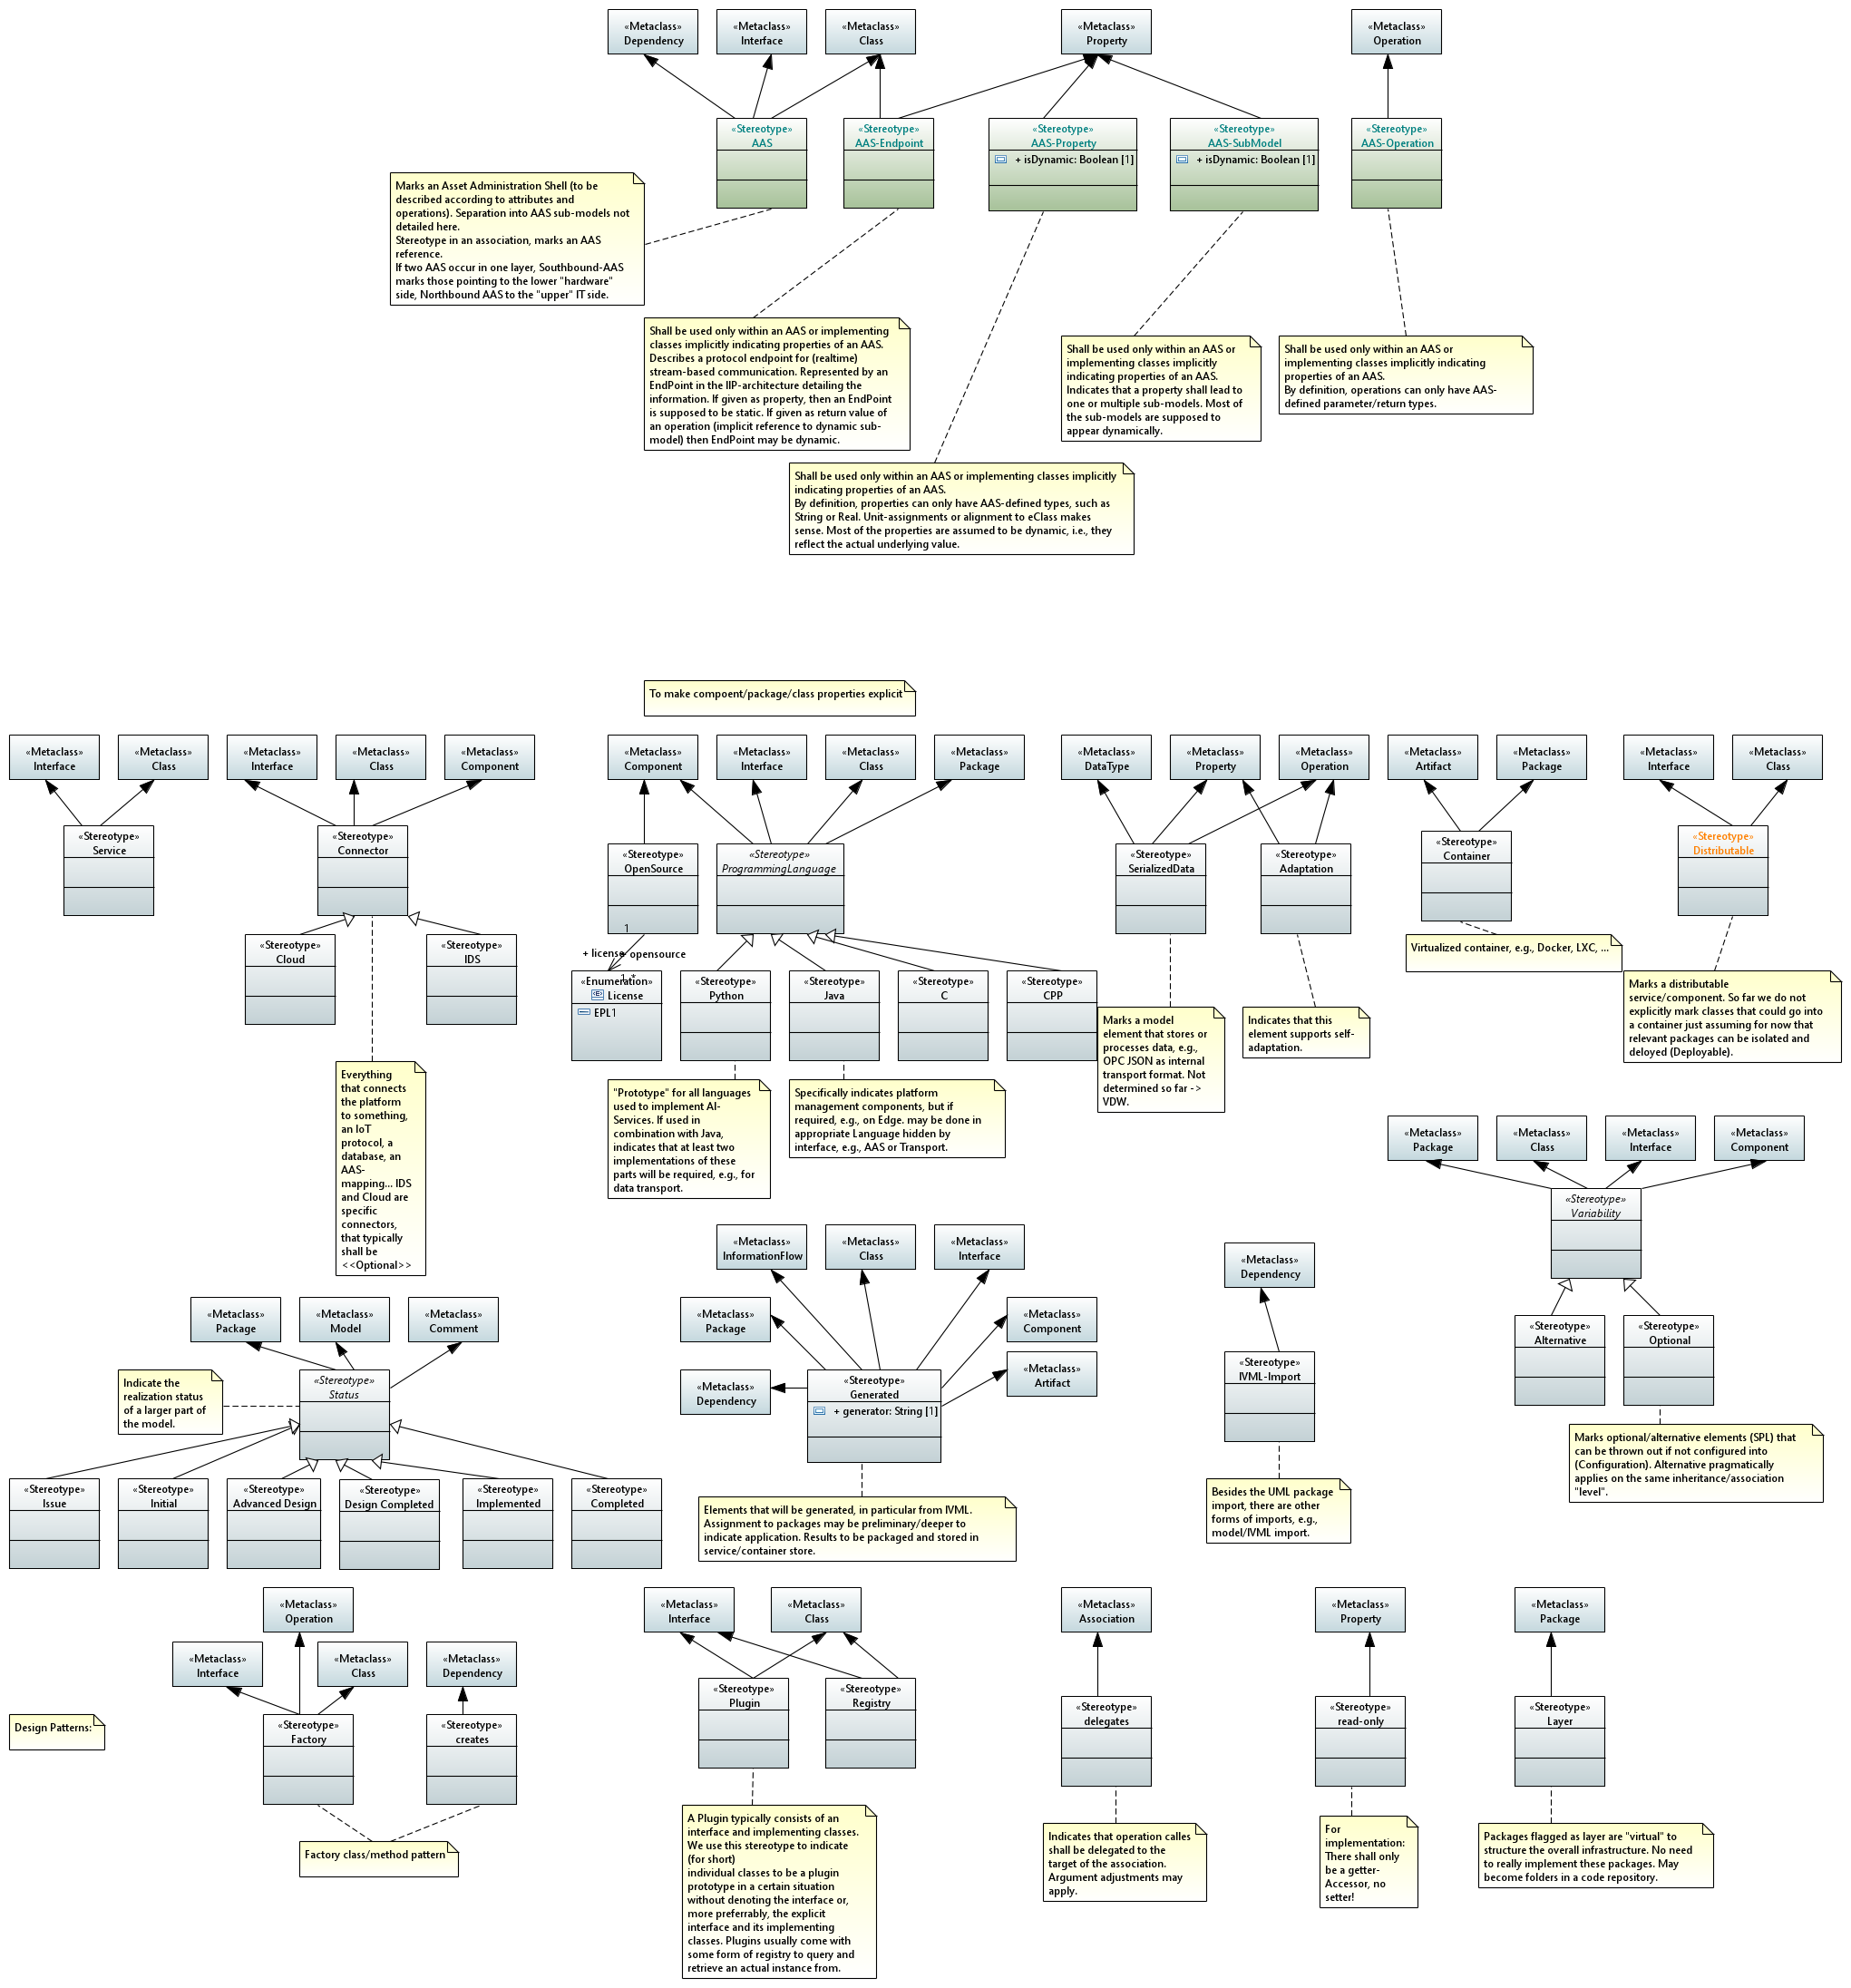 «Metaclass»
Dependency
«Metaclass»
Interface
«Metaclass»
Class
«Metaclass»
Property
«Metaclass»
Operation
«Stereotype»
AAS
«Stereotype»
AAS-Endpoint
«Stereotype»
AAS-Property
+ isDynamic: Boolean [1]
«Stereotype»
AAS-SubModel
+ isDynamic: Boolean [1]
«Stereotype»
AAS-Operation
Marks an Asset Administration Shell (to be
described according to attributes and
operations). Separation into AAS sub-models not
detailed here.
Stereotype in an association, marks an AAS
reference.
If two AAS occur in one layer, Southbound-AAS
marks those pointing to the lower "hardware"
side, Northbound AAS to the "upper" IT side.
Shall be used only within an AAS or implementing
classes implicitly indicating properties of an AAS.
Describes a protocol endpoint for (realtime)
stream-based communication. Represented by an
EndPoint in the IIP-architecture detailing the
information. If given as property, then an EndPoint
is supposed to be static. If given as return value of
an operation (implicit reference to dynamic sub-
model) then EndPoint may be dynamic.
Shall be used only within an AAS or
implementing classes implicitly
indicating properties of an AAS.
Indicates that a property shall lead to
one or multiple sub-models. Most of
the sub-models are supposed to
appear dynamically.
Shall be used only within an AAS or
implementing classes implicitly indicating
properties of an AAS.
By definition, operations can only have AAS-
defined parameter/return types.
Shall be used only within an AAS or implementing classes implicitly
indicating properties of an AAS.
By definition, properties can only have AAS-defined types, such as
String or Real. Unit-assignments or alignment to eClass makes
sense. Most of the properties are assumed to be dynamic, i.e., they
reflect the actual underlying value.
To make compoent/package/class properties explicit
«Metaclass»
Interface
«Metaclass»
Class
«Metaclass»
Interface
«Metaclass»
Class
«Metaclass»
Component
«Metaclass»
Component
«Metaclass»
Interface
«Metaclass»
Class
«Metaclass»
Package
«Metaclass»
DataType
«Metaclass»
Property
«Metaclass»
Operation
«Metaclass»
Artifact
«Metaclass»
Package
«Metaclass»
Interface
«Metaclass»
Class
«Stereotype»
Service
«Stereotype»
Connector
«Stereotype»
OpenSource
«Stereotype»
ProgrammingLanguage
«Stereotype»
SerializedData
«Stereotype»
Adaptation
«Stereotype»
Container
«Stereotype»
Distributable
1
+ license
+ opensource
1..*
«Stereotype»
Cloud
«Stereotype»
IDS
«Enumeration»
License
EPL1
«Stereotype»
Python
«Stereotype»
Java
«Stereotype»
C
«Stereotype»
CPP
Virtualized container, e.g., Docker, LXC, ...
Marks a distributable
service/component. So far we do not
explicitly mark classes that could go into
a container just assuming for now that
relevant packages can be isolated and
deloyed (Deployable).
Marks a model
element that stores or
processes data, e.g.,
OPC JSON as internal
transport format. Not
determined so far ->
VDW.
Indicates that this
element supports self-
adaptation.
Everything
that connects
the platform
to something,
an IoT
protocol, a
database, an
AAS-
mapping... IDS
and Cloud are
specific
connectors,
that typically
shall be
<<Optional>>
"Prototype" for all languages
used to implement AI-
Services. If used in
combination with Java,
indicates that at least two
implementations of these
parts will be required, e.g., for
data transport.
Specifically indicates platform
management components, but if
required, e.g., on Edge. may be done in
appropriate Language hidden by
interface, e.g., AAS or Transport.
«Metaclass»
Package
«Metaclass»
Class
«Metaclass»
Interface
«Metaclass»
Component
«Stereotype»
Variability
«Stereotype»
Alternative
«Stereotype»
Optional
Marks optional/alternative elements (SPL) that
can be thrown out if not configured into
(Configuration). Alternative pragmatically
applies on the same inheritance/association
"level".
«Metaclass»
InformationFlow
«Metaclass»
Class
«Metaclass»
Interface
«Metaclass»
Package
«Metaclass»
Component
«Metaclass»
Dependency
«Metaclass»
Artifact
«Stereotype»
Generated
+ generator: String [1]
Elements that will be generated, in particular from IVML.
Assignment to packages may be preliminary/deeper to
indicate application. Results to be packaged and stored in
service/container store.
«Metaclass»
Dependency
«Stereotype»
IVML-Import
Besides the UML package
import, there are other
forms of imports, e.g.,
model/IVML import.
«Metaclass»
Package
«Metaclass»
Model
«Metaclass»
Comment
Indicate the
realization status
of a larger part of
the model.
«Stereotype»
Status
«Stereotype»
Issue
«Stereotype»
Initial
«Stereotype»
Advanced Design
«Stereotype»
Design Completed
«Stereotype»
Implemented
«Stereotype»
Completed
«Metaclass»
Operation
«Metaclass»
Interface
«Metaclass»
Class
«Metaclass»
Dependency
Design Patterns:
«Stereotype»
Factory
«Stereotype»
creates
Factory class/method pattern
«Metaclass»
Interface
«Metaclass»
Class
«Stereotype»
Plugin
«Stereotype»
Registry
A Plugin typically consists of an
interface and implementing classes.
We use this stereotype to indicate
(for short)
individual classes to be a plugin
prototype in a certain situation
without denoting the interface or,
more preferrably, the explicit
interface and its implementing
classes. Plugins usually come with
some form of registry to query and
retrieve an actual instance from.
«Metaclass»
Association
«Stereotype»
delegates
Indicates that operation calles
shall be delegated to the
target of the association.
Argument adjustments may
apply.
«Metaclass»
Property
«Stereotype»
read-only
For
implementation:
There shall only
be a getter-
Accessor, no
setter!
«Metaclass»
Package
«Stereotype»
Layer
Packages flagged as layer are "virtual" to
structure the overall infrastructure. No need
to really implement these packages. May
become folders in a code repository.